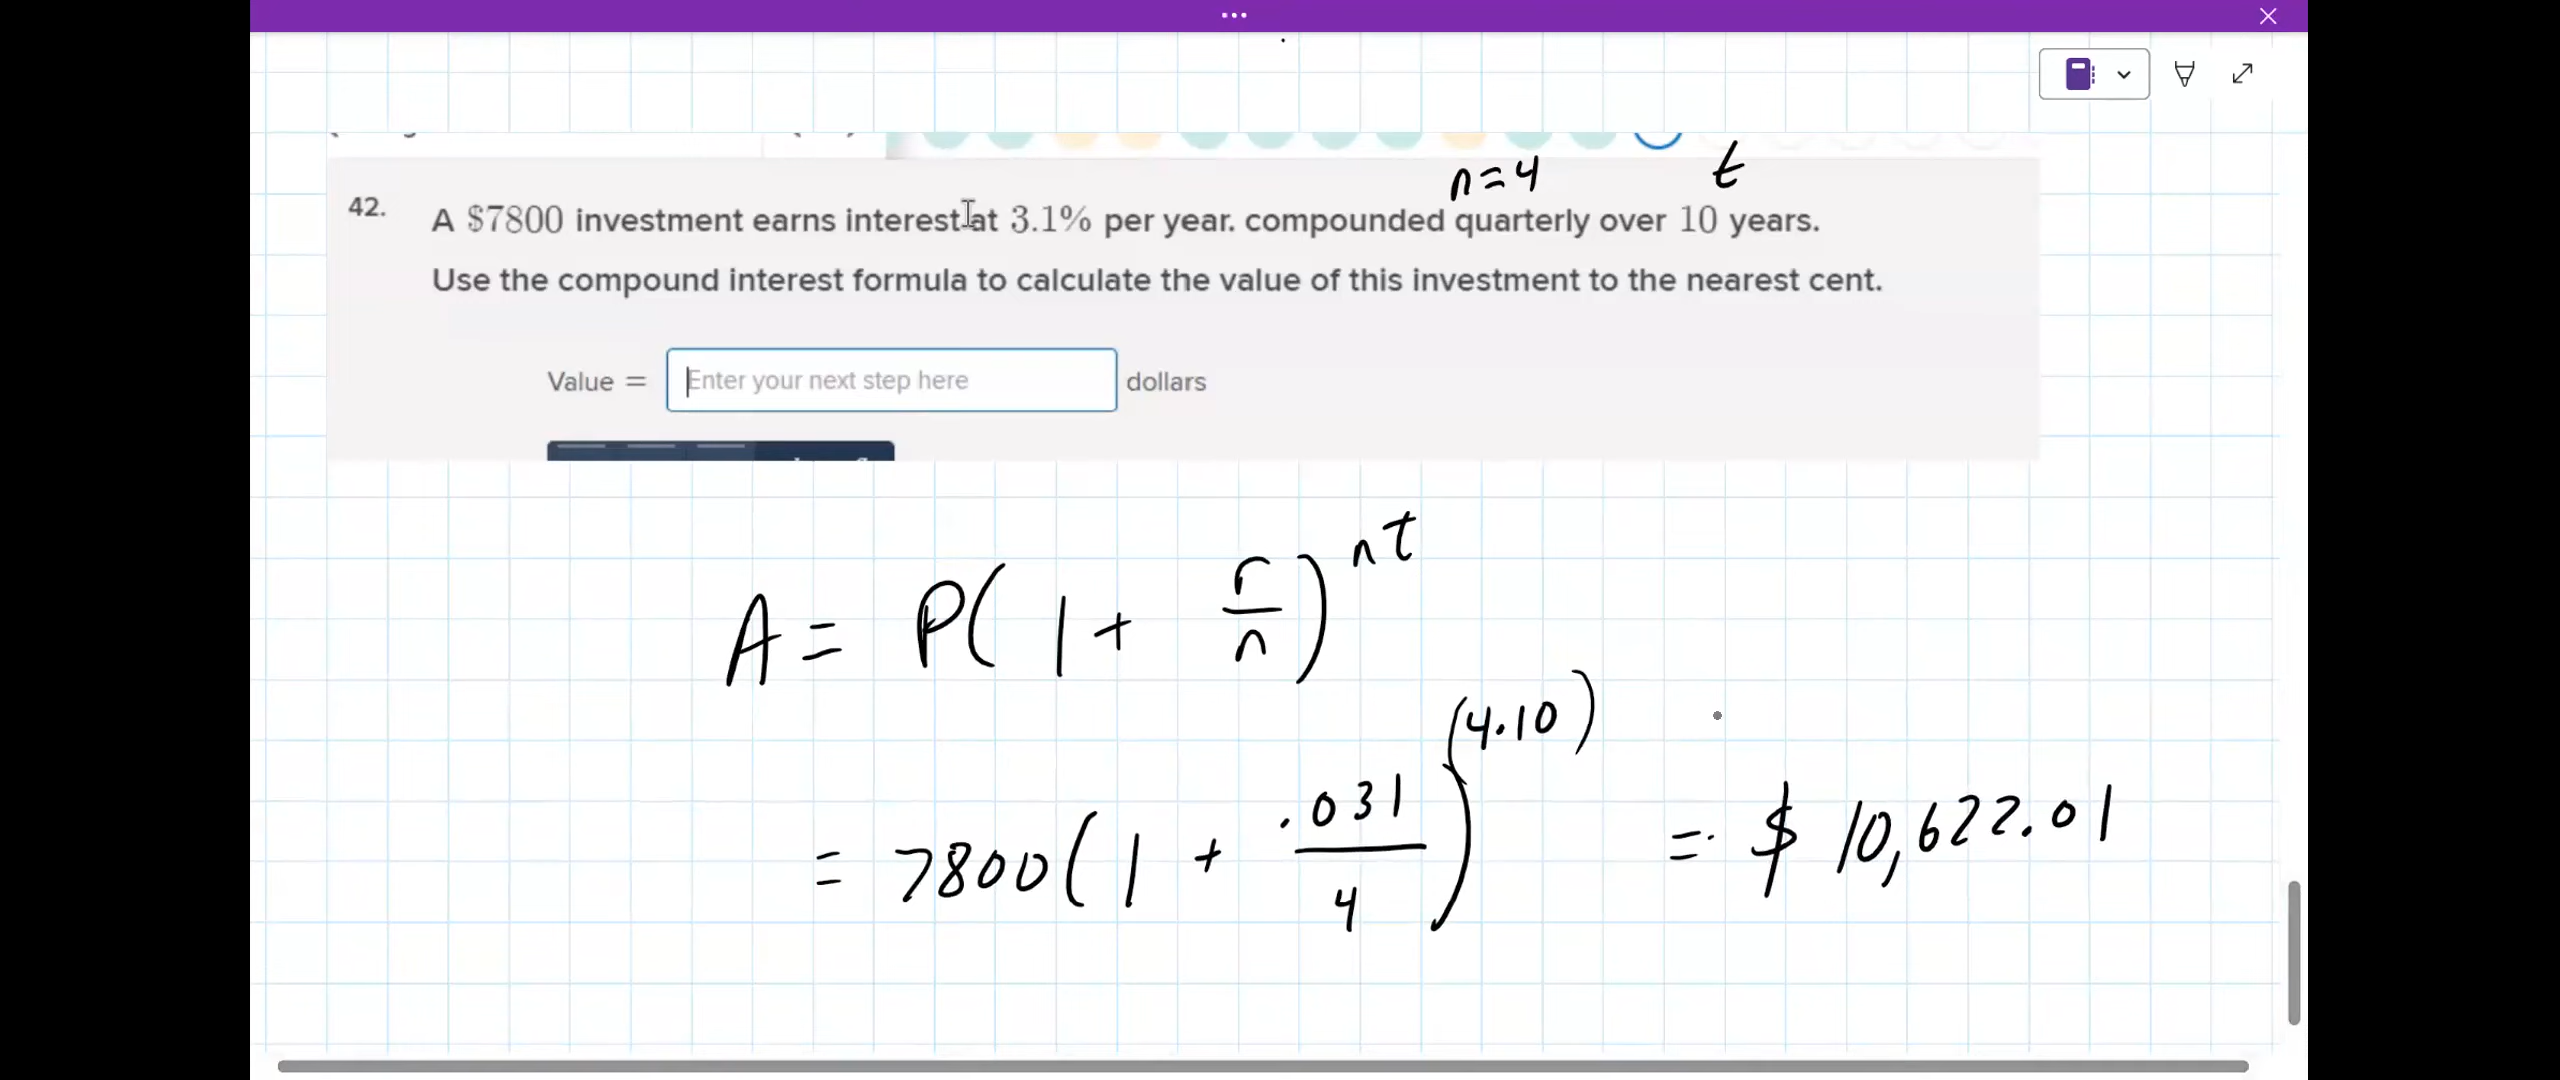 n=4 t
42. A $7800 investment earns interest at 3.1% per year. compounded quarterly over 10 years.
Use the compound interest formula to calculate the value of this investment to the nearest cent.
Value = Enter your next step here dollars
A = P(1 + r/n)^nt
= 7800(1 + .031/4)^(4·10) = $10,622.01